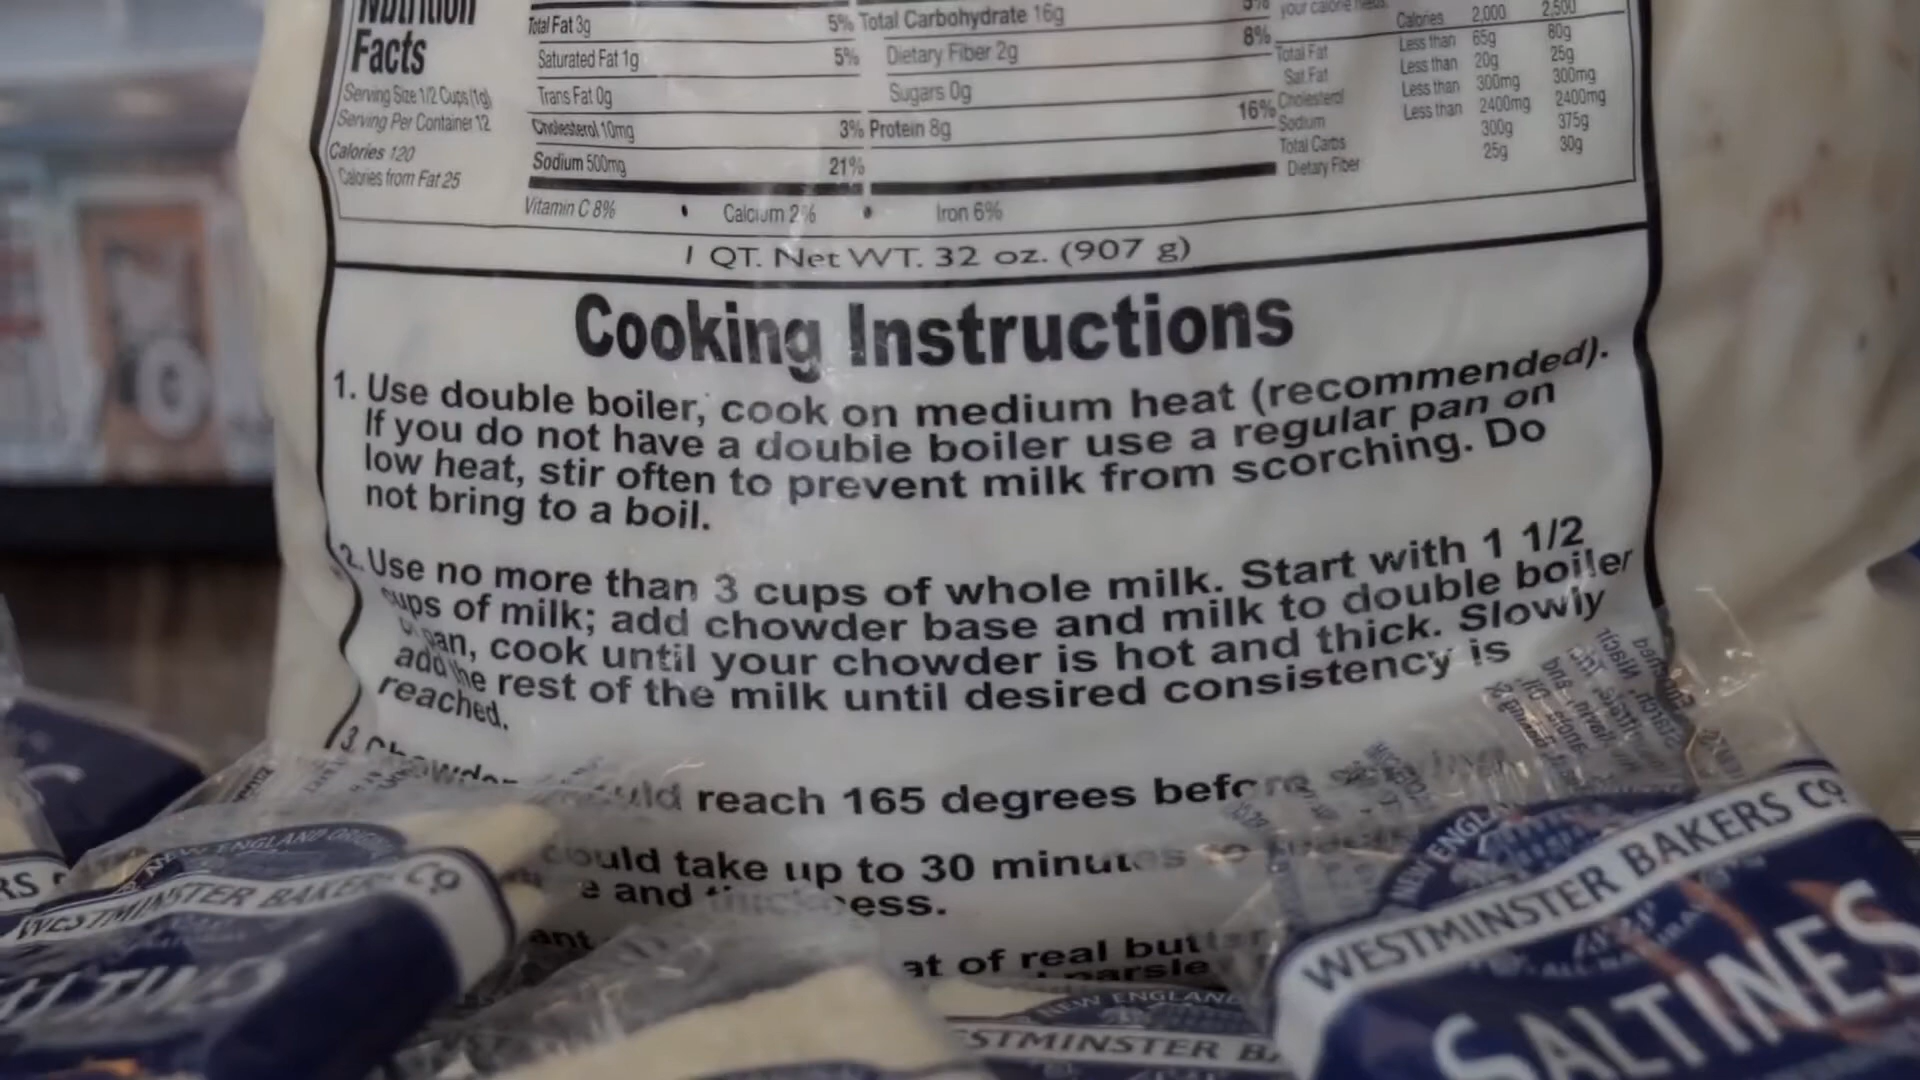 Nutrition
Facts
Serving Size 1/2 Cups (1g)
Serving Per Container 12
Calories 120
Calories from Fat 25
Total Fat 3g 5%
Saturated Fat 1g 5%
Trans Fat 0g
Cholesterol 10mg 3%
Sodium 500mg 21%
Total Carbohydrate 16g 5%
Dietary Fiber 2g 8%
Sugars 0g
Protein 8g 16%
Vitamin C 8% • Calcium 2% • Iron 6%
your calorie needs.
Calories 2,000 2,500
Total Fat Less than 65g 80g
Sat Fat Less than 20g 25g
Cholesterol Less than 300mg 300mg
Sodium Less than 2400mg 2400mg
Total Carbs 300g 375g
Dietary Fiber 25g 30g
1 QT. Net WT. 32 oz. (907 g)
Cooking Instructions
1. Use double boiler, cook on medium heat (recommended).
If you do not have a double boiler use a regular pan on
low heat, stir often to prevent milk from scorching. Do
not bring to a boil.
2. Use no more than 3 cups of whole milk. Start with 1 1/2
cups of milk; add chowder base and milk to double boiler
or pan, cook until your chowder is hot and thick. Slowly
add the rest of the milk until desired consistency is
reached.
3. Chowder reach 165 degrees before
could take up to 30 minutes to
and thickness.
of real butter
NEW ENGLAND ORIGINAL
WESTMINSTER BAKERS CO
NEW ENGLAND
WESTMINSTER BAKERS CO
SALTINES
NEW ENGLAND